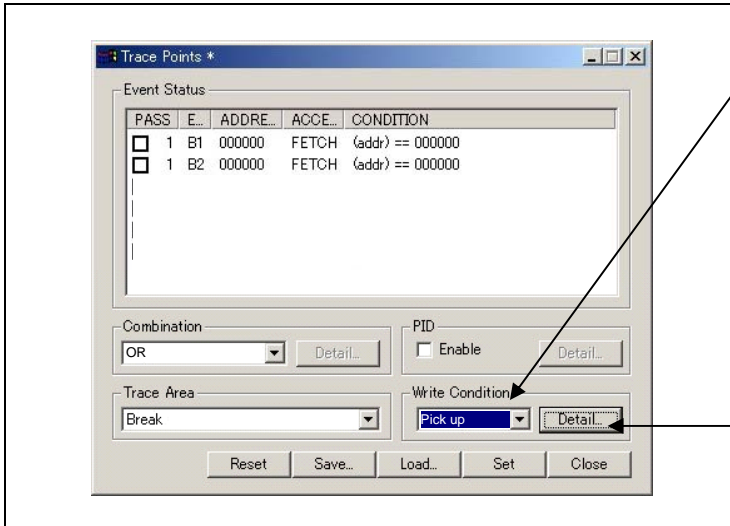 Trace Points *
Event Status
PASS E... ADDRE... ACCE... CONDITION
1 B1 000000 FETCH (addr) == 000000
1 B2 000000 FETCH (addr) == 000000
Combination
OR Detail...
PID
Enable Detail...
Trace Area
Break
Write Condition
Pick up Detail...
Reset Save... Load... Set Close